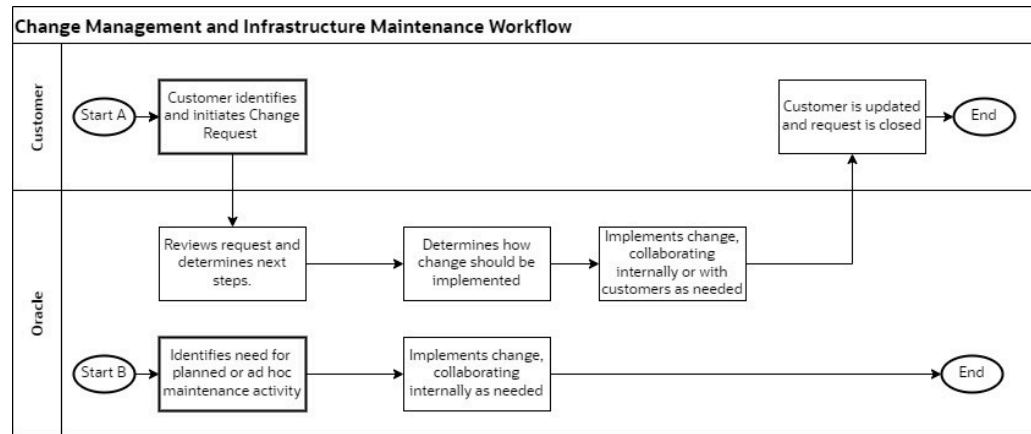 Change Management and Infrastructure Maintenance Workflow
Customer
Start A
Customer identifies
and initiates Change
Request
Customer is updated
and request is closed
End
Oracle
Reviews request and
determines next
steps.
Determines how
change should be
implemented
Implements change,
collaborating
internally or with
customers as needed
Start B
Identifies need for
planned or ad hoc
maintenance activity
Implements change,
collaborating
internally as needed
End